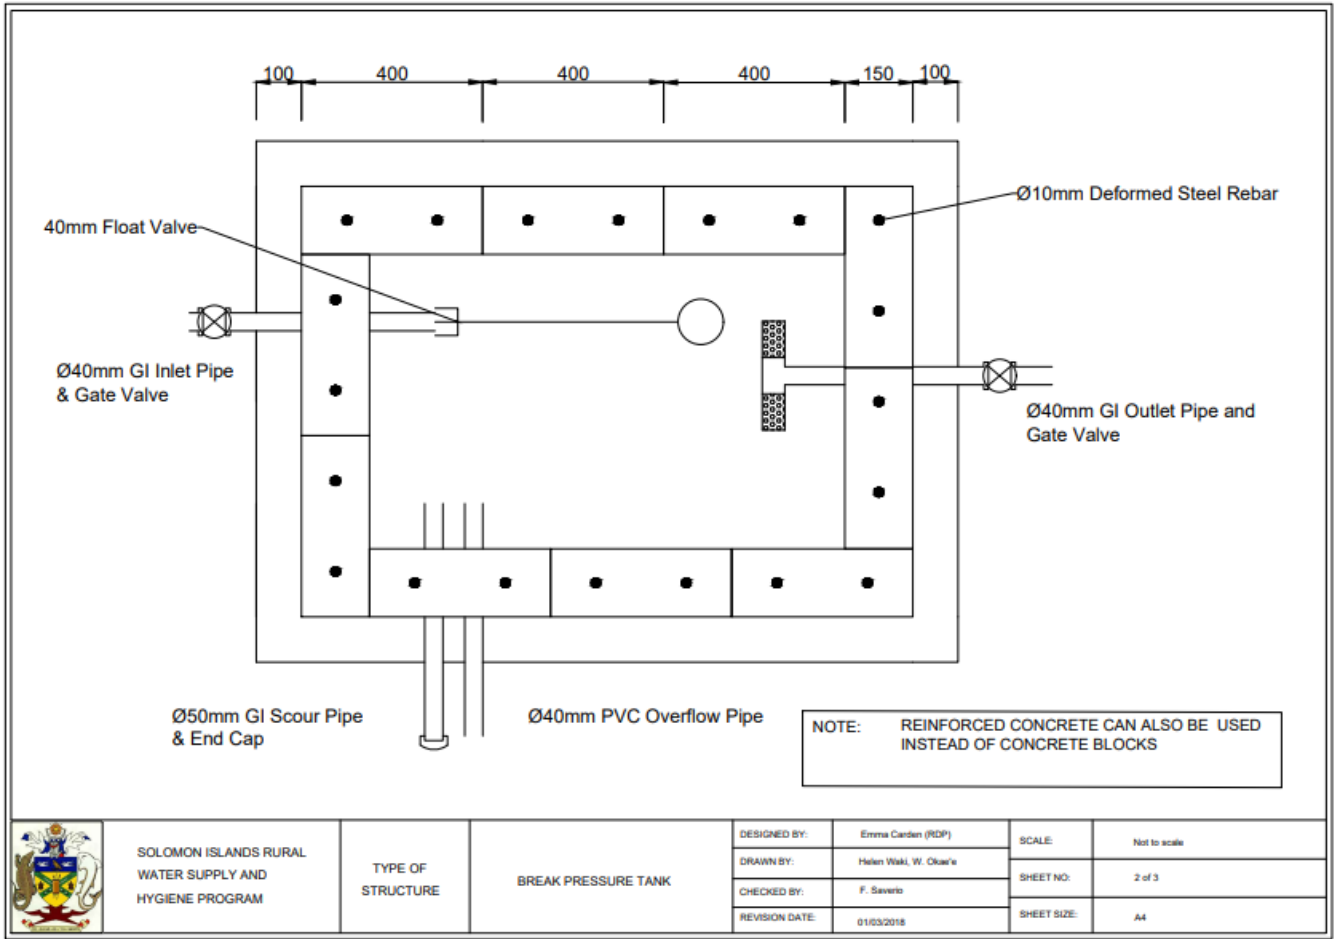 100 400 400 400 150 100
Ø10mm Deformed Steel Rebar
40mm Float Valve
Ø40mm GI Inlet Pipe
& Gate Valve
Ø40mm GI Outlet Pipe and
Gate Valve
Ø50mm GI Scour Pipe
& End Cap
Ø40mm PVC Overflow Pipe
NOTE: REINFORCED CONCRETE CAN ALSO BE USED
INSTEAD OF CONCRETE BLOCKS
SOLOMON ISLANDS RURAL
WATER SUPPLY AND
HYGIENE PROGRAM
TYPE OF
STRUCTURE
BREAK PRESSURE TANK
DESIGNED BY: Emma Carden (RDP)
DRAWN BY: Helen Waki, W. Okae'e
CHECKED BY: F. Saverio
REVISION DATE: 01/03/2018
SCALE: Not to scale
SHEET NO: 2 of 3
SHEET SIZE: A4